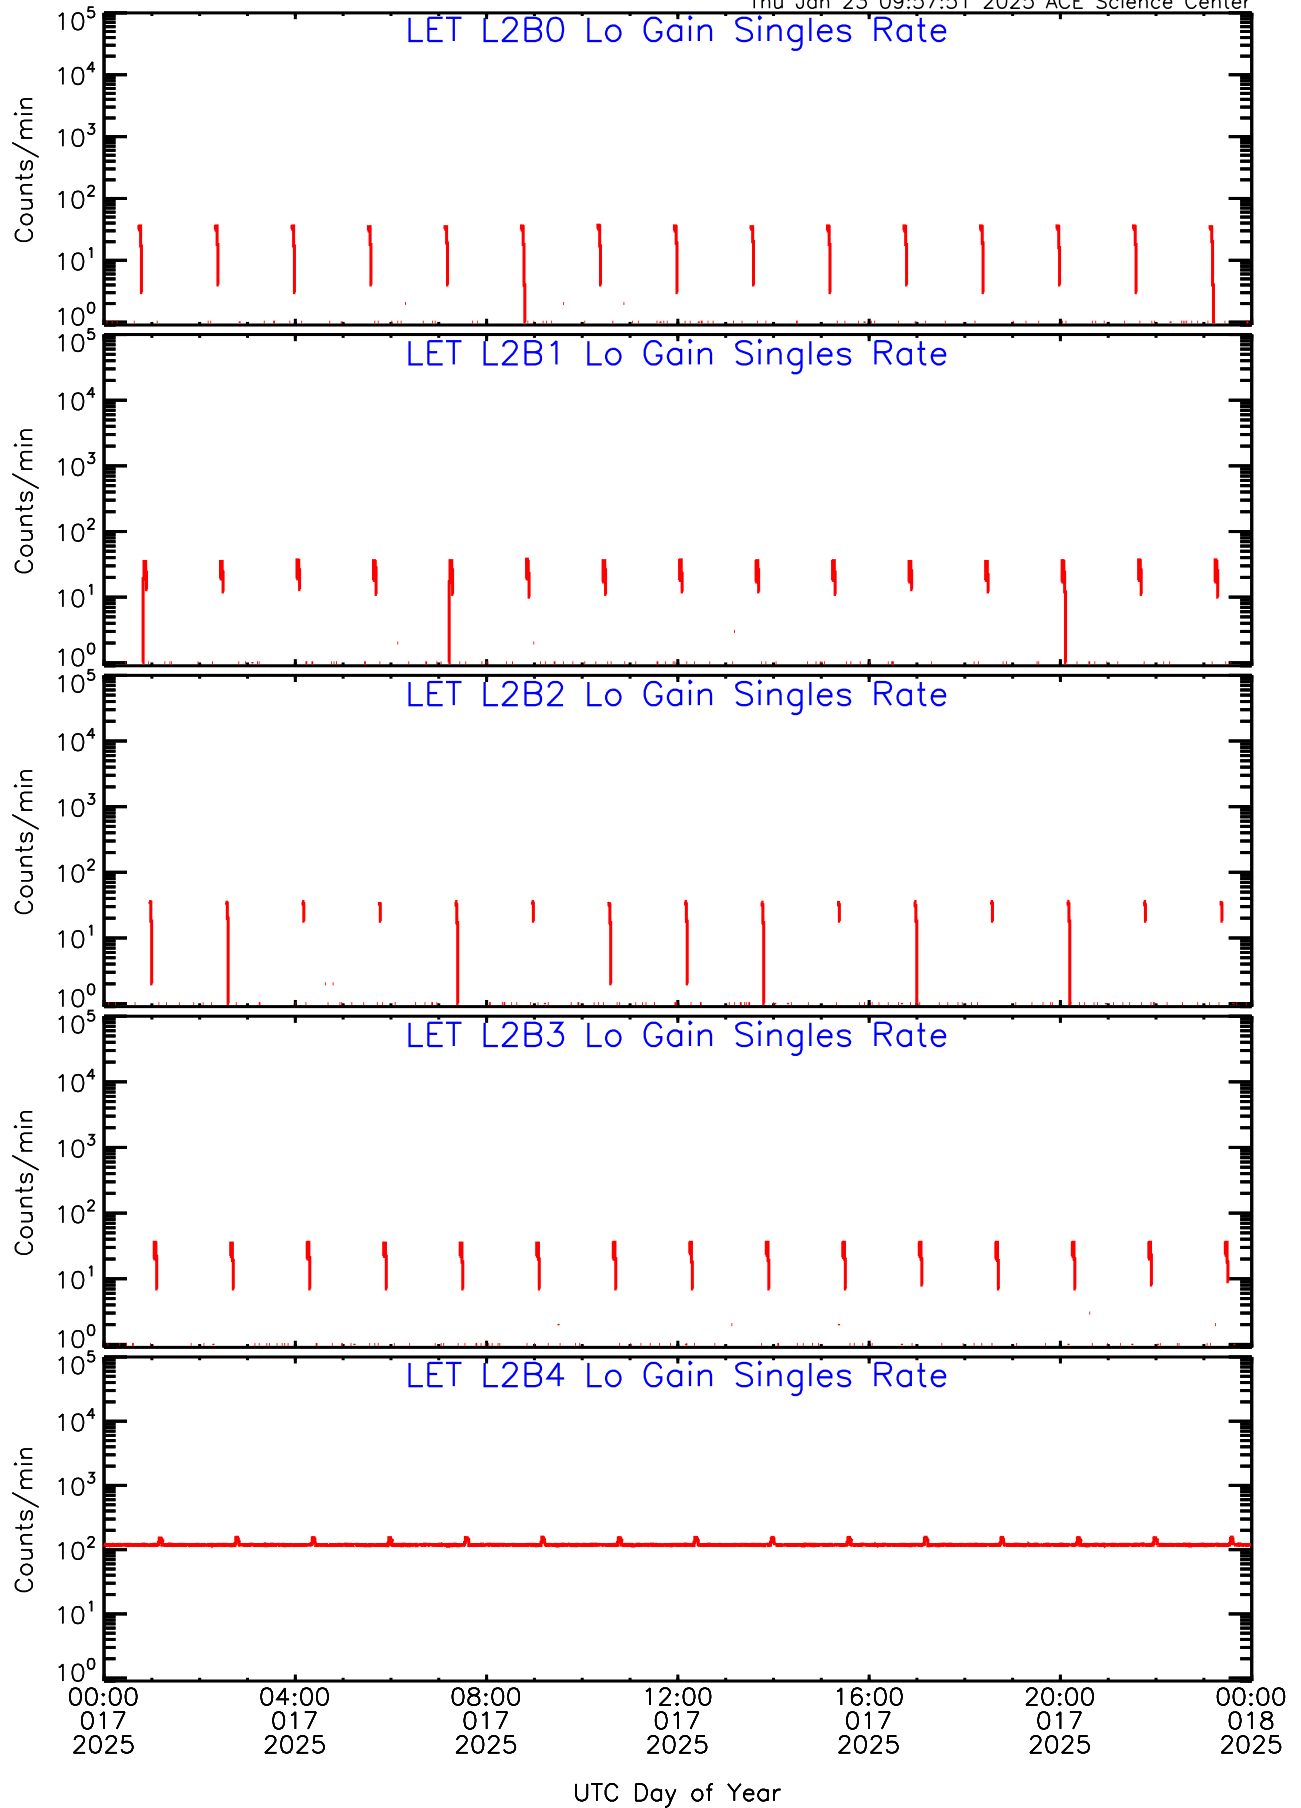 Thu Jan 23 09:57:51 2025 ACE Science Center
LET L2B0 Lo Gain Singles Rate
10^5
10^4
10^3
10^2
10^1
10^0
Counts/min
LET L2B1 Lo Gain Singles Rate
10^5
10^4
10^3
10^2
10^1
10^0
Counts/min
LET L2B2 Lo Gain Singles Rate
10^5
10^4
10^3
10^2
10^1
10^0
Counts/min
LET L2B3 Lo Gain Singles Rate
10^5
10^4
10^3
10^2
10^1
10^0
Counts/min
LET L2B4 Lo Gain Singles Rate
10^5
10^4
10^3
10^2
10^1
10^0
Counts/min
00:00 04:00 08:00 12:00 16:00 20:00 00:00
017 017 017 017 017 017 018
2025 2025 2025 2025 2025 2025 2025
UTC Day of Year